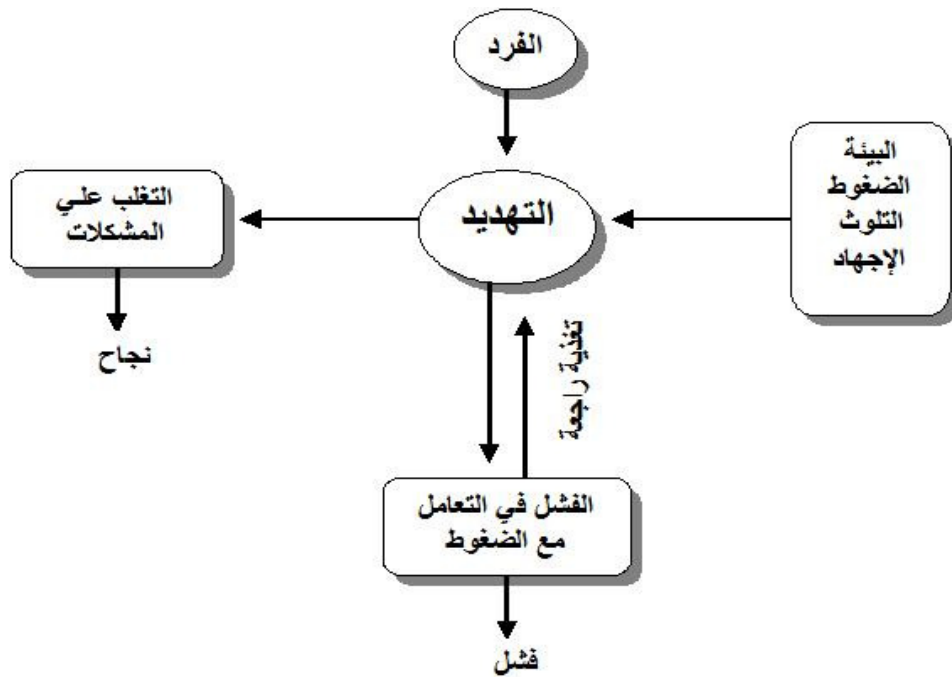 الفرد
البيئة
الضغوط
التلوث
الإجهاد
التهديد
التغلب علي
المشكلات
نجاح
تغذية راجعة
الفشل في التعامل
مع الضغوط
فشل